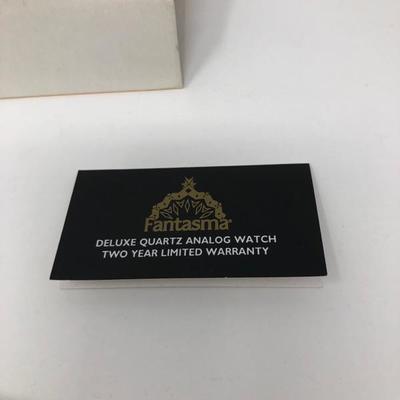 Fantasma®
DELUXE QUARTZ ANALOG WATCH
TWO YEAR LIMITED WARRANTY